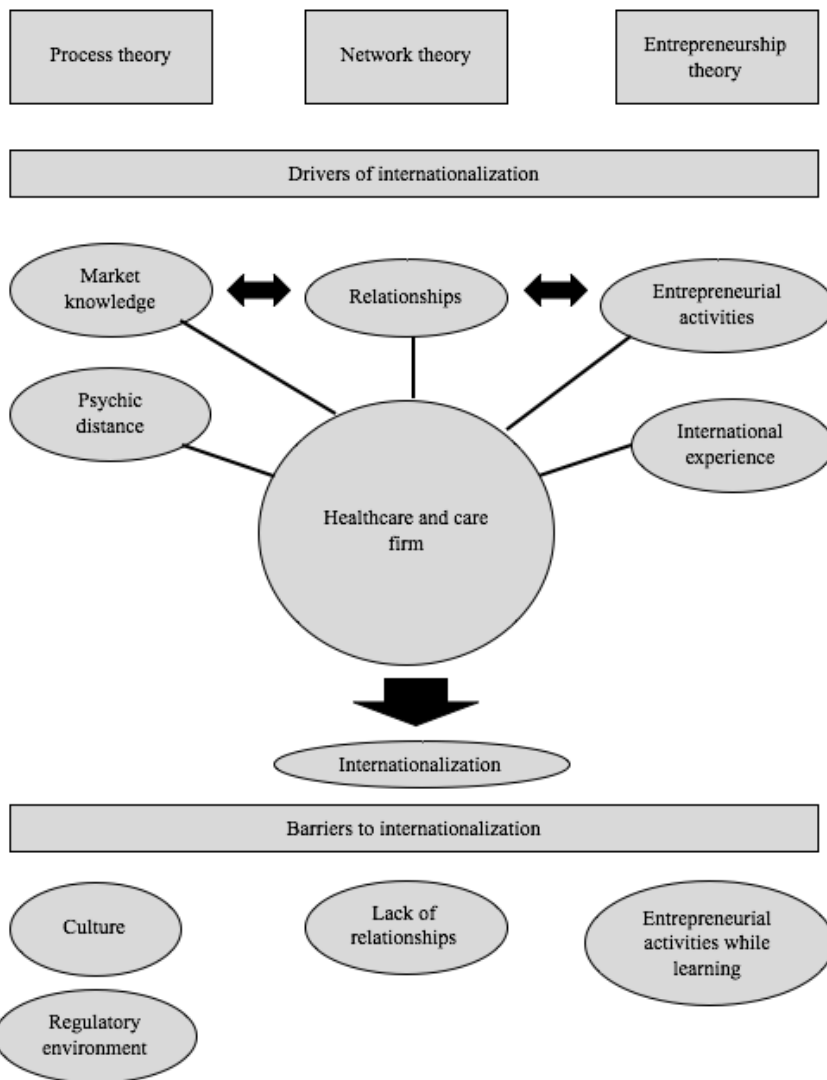 Process theory
Network theory
Entrepreneurship
theory
Drivers of internationalization
Market
knowledge
Relationships
Entrepreneurial
activities
Psychic
distance
International
experience
Healthcare and care
firm
Internationalization
Barriers to internationalization
Culture
Lack of
relationships
Entrepreneurial
activities while
learning
Regulatory
environment